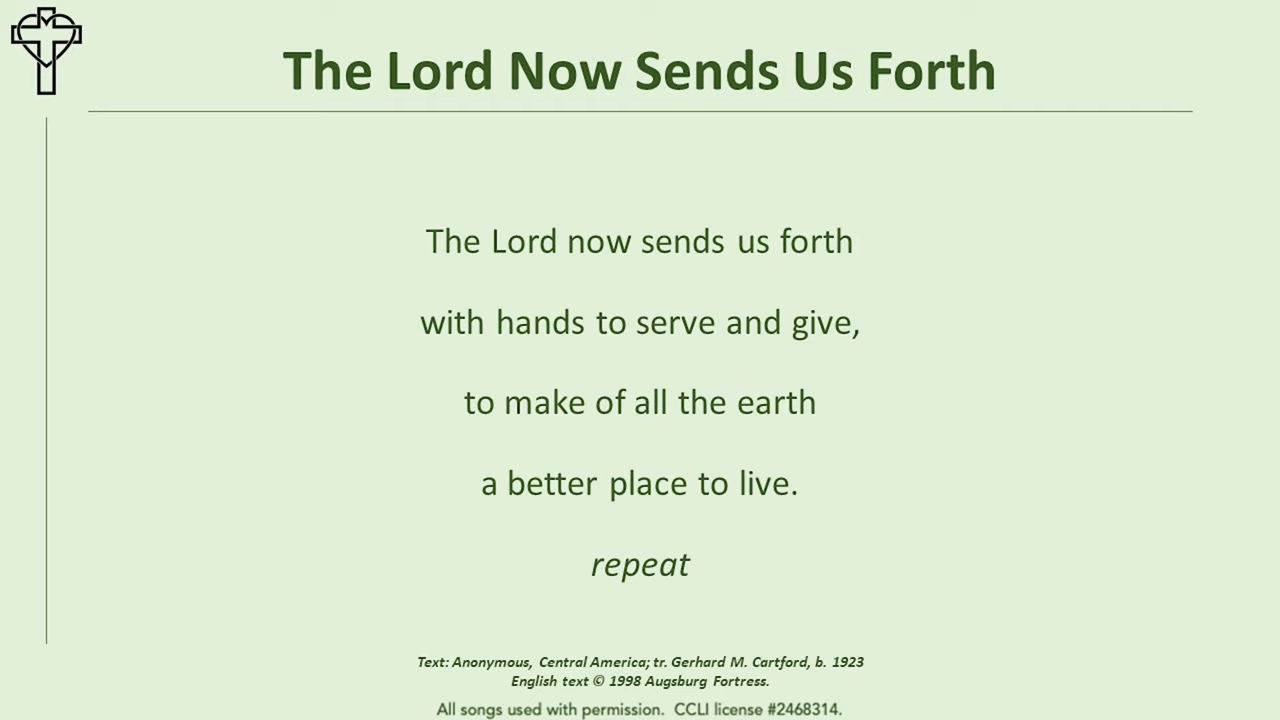 The Lord Now Sends Us Forth
The Lord now sends us forth
with hands to serve and give,
to make of all the earth
a better place to live.
repeat
Text: Anonymous, Central America; tr. Gerhard M. Cartford, b. 1923
English text © 1998 Augsburg Fortress.
All songs used with permission. CCLI license #2468314.